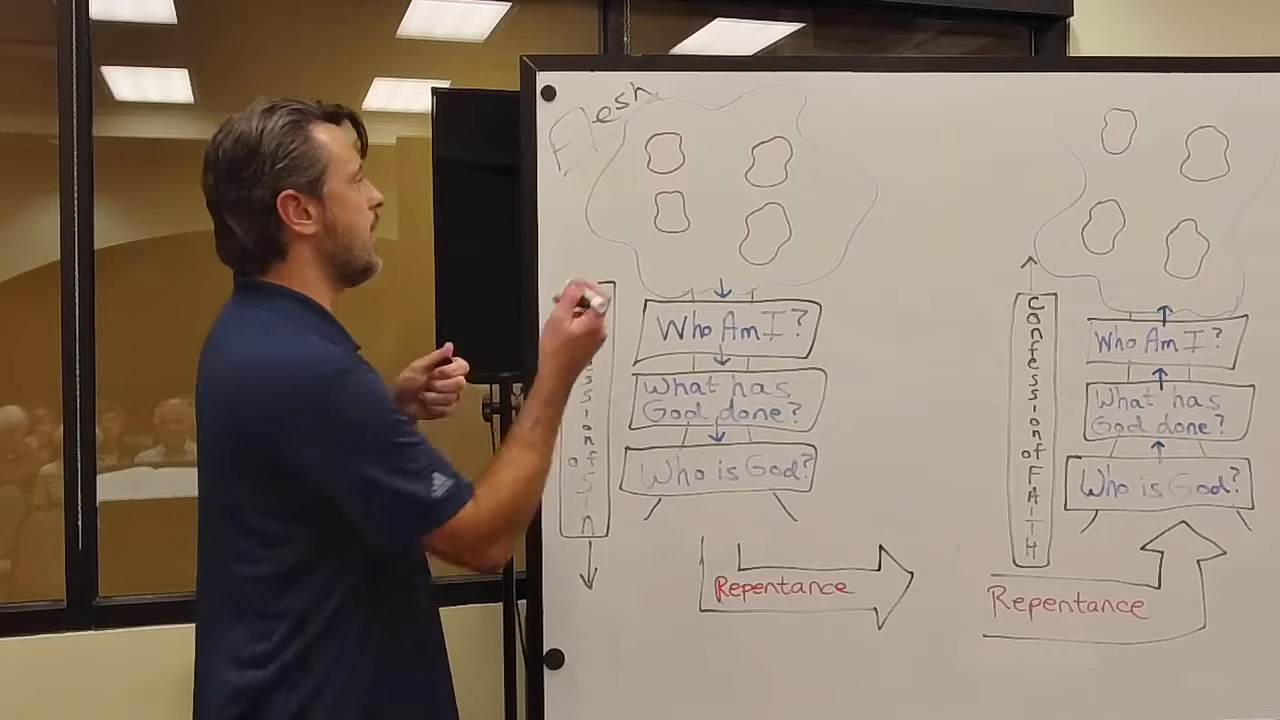 Flesh
Who Am I?
What has
God done?
Who is God?
of Sin
Repentance
Confession of FAITH
Who Am I?
What has
God done?
Who is God?
Repentance